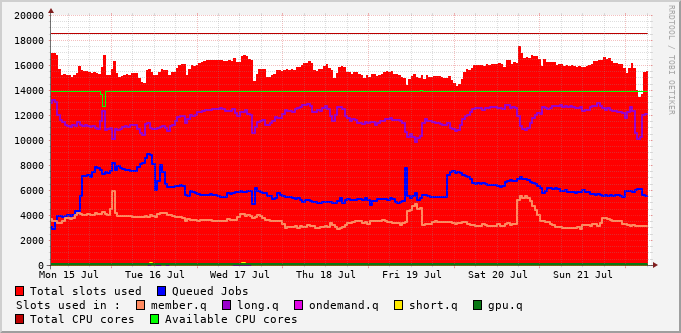 20000
18000
16000
14000
12000
10000
8000
6000
4000
2000
0
Mon 15 Jul Tue 16 Jul Wed 17 Jul Thu 18 Jul Fri 19 Jul Sat 20 Jul Sun 21 Jul
Total slots used Queued Jobs
Slots used in : member.q long.q ondemand.q short.q gpu.q
Total CPU cores Available CPU cores
RRDTOOL / TOBI OETIKER